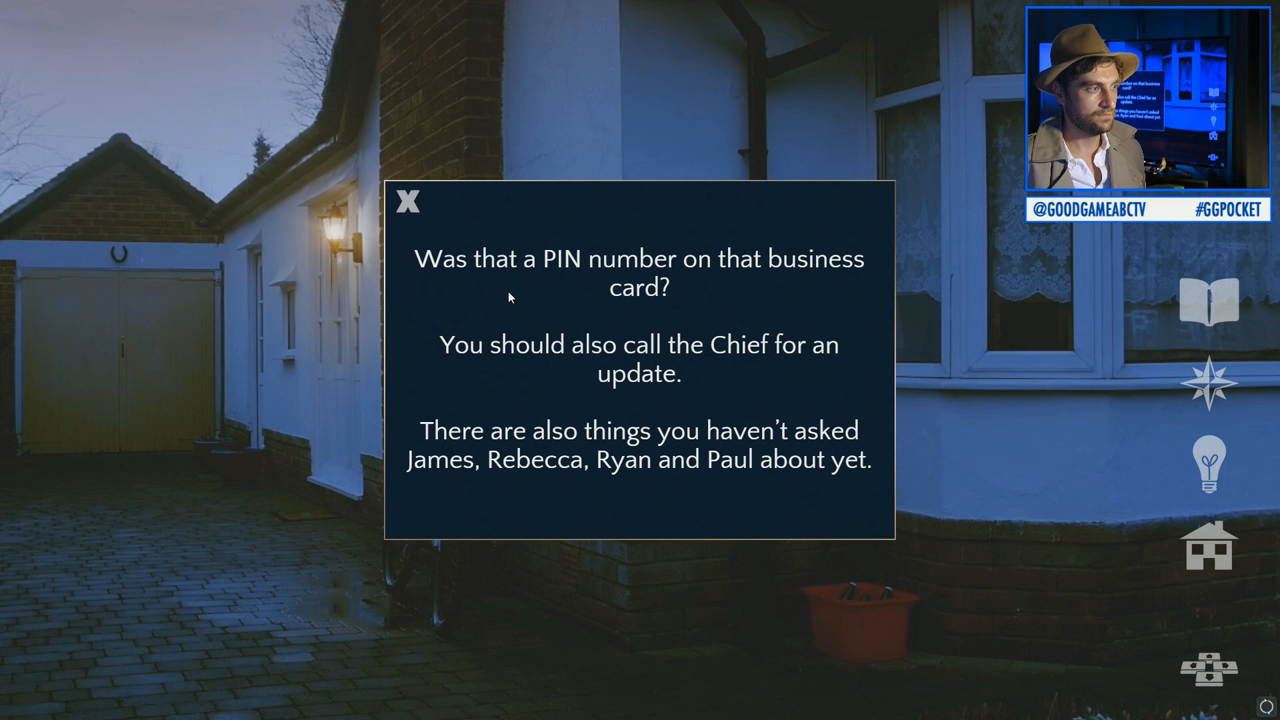 @GOODGAMEABCTV #GGPOCKET
X
Was that a PIN number on that business
card?
You should also call the Chief for an
update.
There are also things you haven't asked
James, Rebecca, Ryan and Paul about yet.